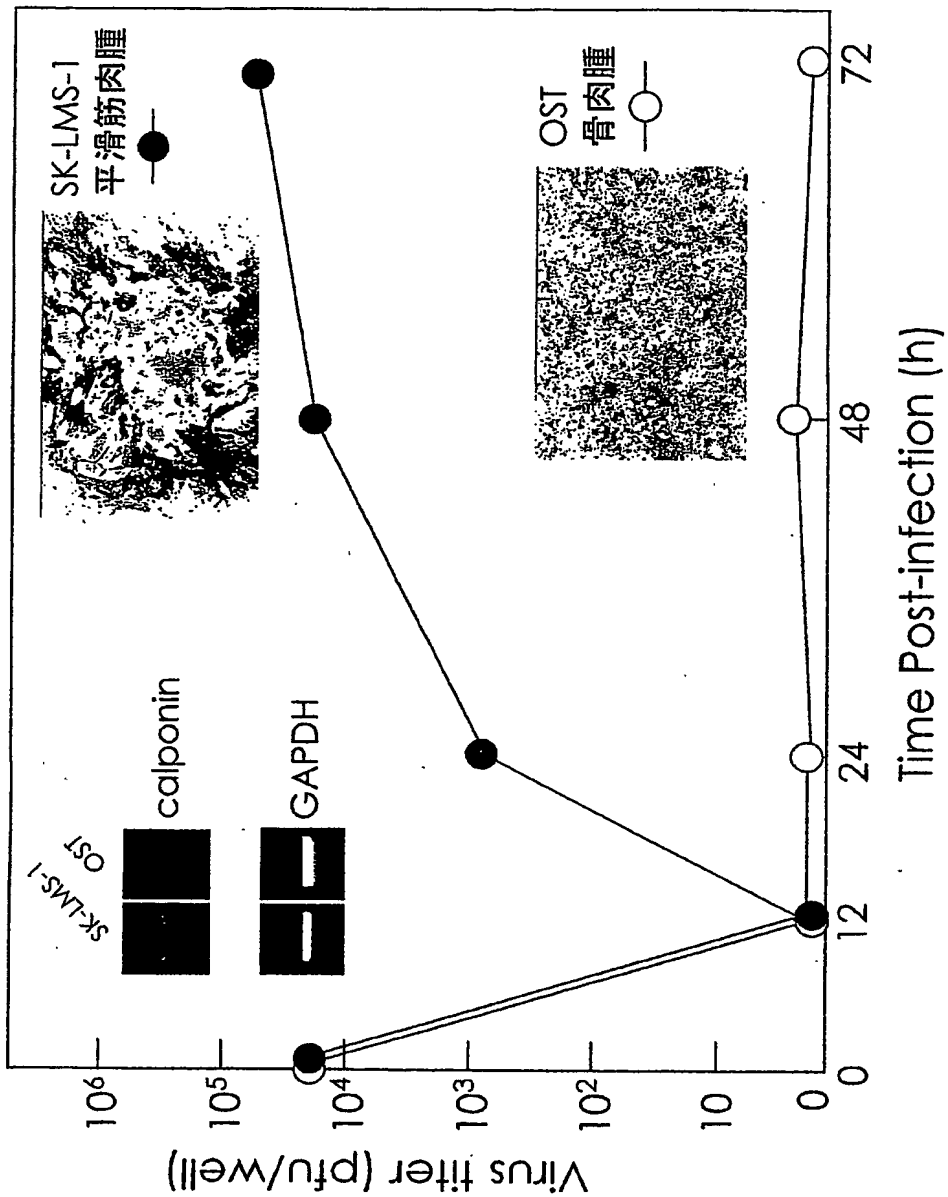 Virus titer (pfu/well)
10⁶
10⁵
10⁴
10³
10²
10
0
SK-LMS-1
OST
calponin
GAPDH
SK-LMS-1
平滑筋肉腫
OST
骨肉腫
0
12
24
48
72
Time Post-infection (h)